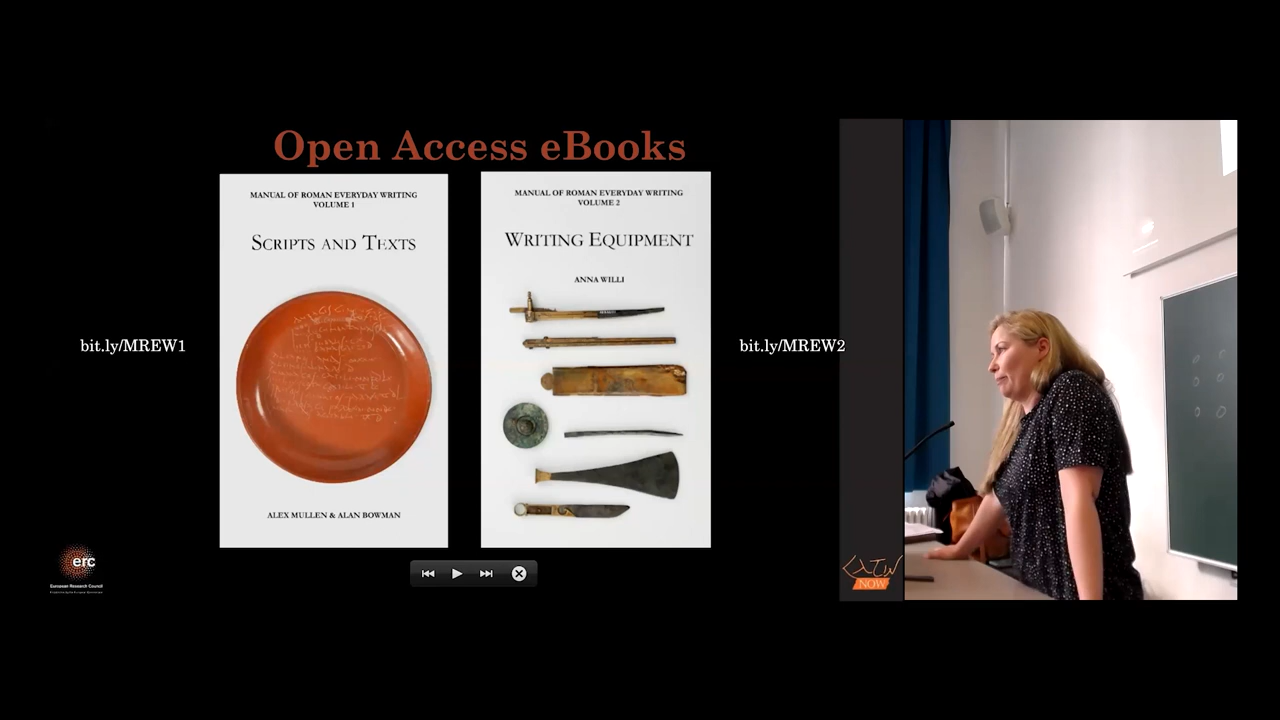 Open Access eBooks
MANUAL OF ROMAN EVERYDAY WRITING
VOLUME 1
SCRIPTS AND TEXTS
ALEX MULLEN & ALAN BOWMAN
MANUAL OF ROMAN EVERYDAY WRITING
VOLUME 2
WRITING EQUIPMENT
ANNA WILLI
bit.ly/MREW1
bit.ly/MREW2
erc
European Research Council
NOW